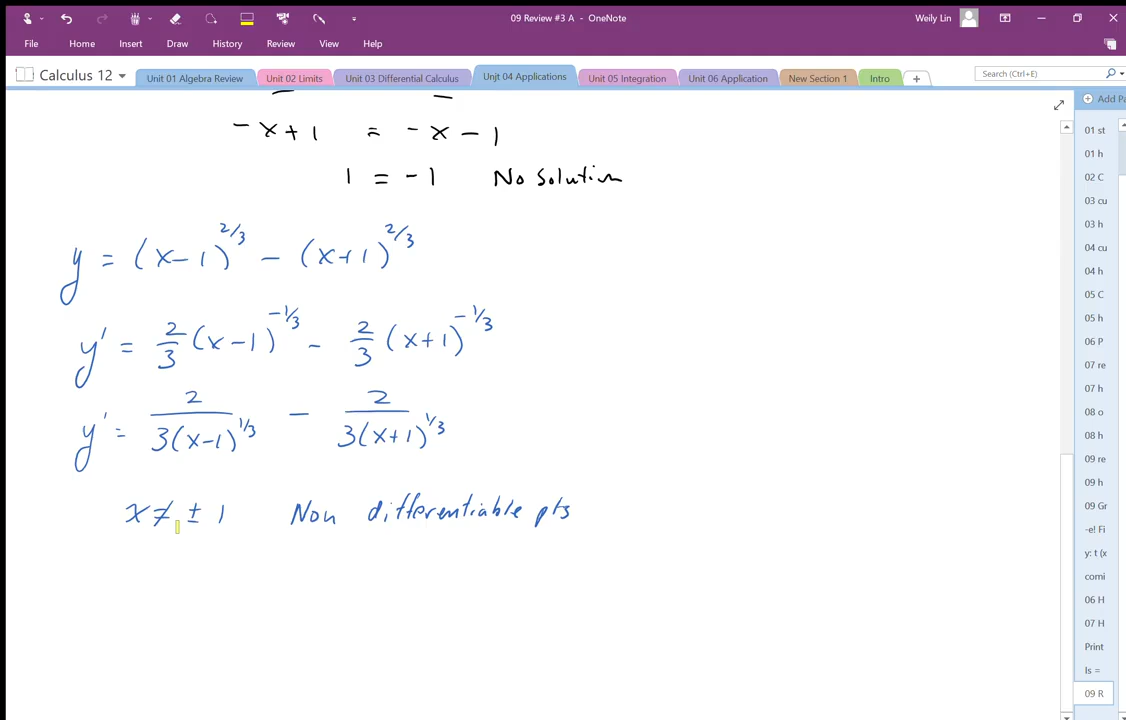 09 Review #3 A - OneNote
Weily Lin
File Home Insert Draw History Review View Help
Calculus 12
Unit 01 Algebra Review
Unit 02 Limits
Unit 03 Differential Calculus
Unit 04 Applications
Unit 05 Integration
Unit 06 Application
New Section 1
Intro
Search (Ctrl+E)
Add Pa
-x + 1 = -x - 1
1 = -1 No Solution
y = (x-1)^{2/3} - (x+1)^{2/3}
y' = 2/3 (x-1)^{-1/3} - 2/3 (x+1)^{-1/3}
y' = 2/3(x-1)^{1/3} - 2/3(x+1)^{1/3}
x ≠ ± 1 Non differentiable pts
01 st
01 h
02 C
03 cu
03 h
04 cu
04 h
05 C
05 h
06 P
07 re
07 h
08 o
08 h
09 re
09 h
09 Gr
-e! Fi
y: t (x
comi
06 H
07 H
Print
Is =
09 R